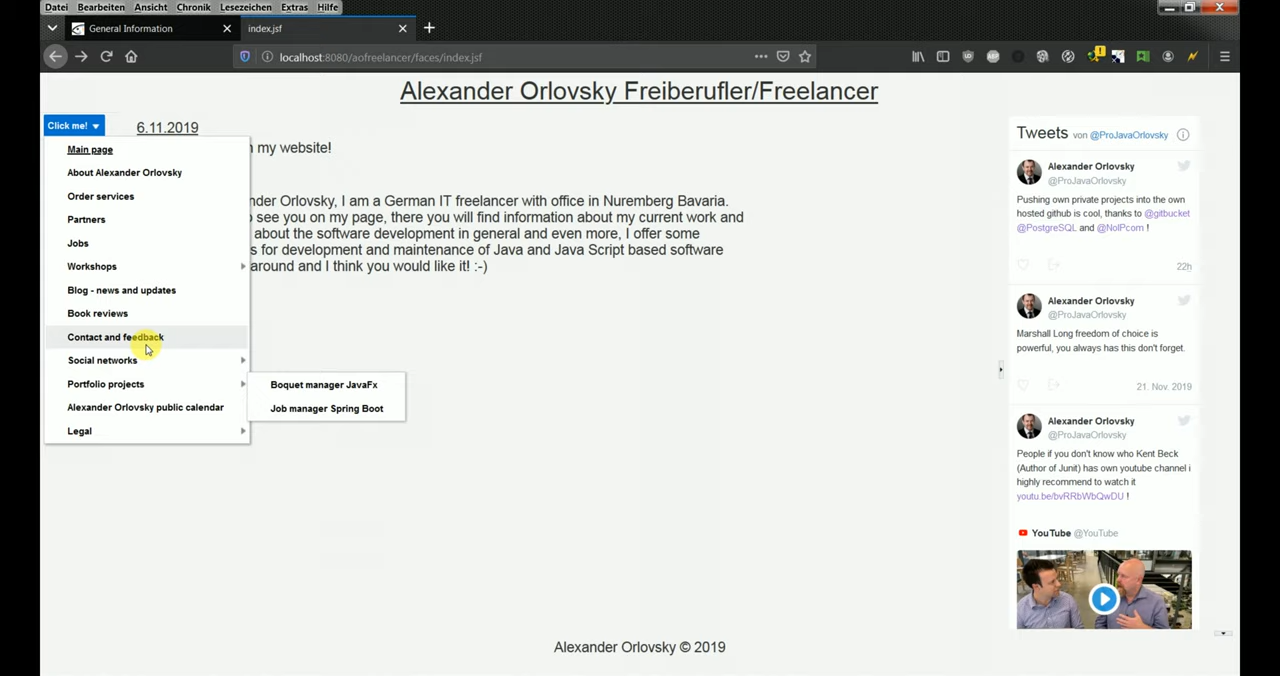 Datei Bearbeiten Ansicht Chronik Lesezeichen Extras Hilfe
General Information
index.jsf
localhost:8080/aofreelancer/faces/index.jsf
Alexander Orlovsky Freiberufler/Freelancer
Click me!
6.11.2019
Main page
About Alexander Orlovsky
Order services
Partners
Jobs
Workshops
Blog - news and updates
Book reviews
Contact and feedback
Social networks
Portfolio projects
Alexander Orlovsky public calendar
Legal
Boquet manager JavaFx
Job manager Spring Boot
my website!
nder Orlovsky, I am a German IT freelancer with office in Nuremberg Bavaria.
see you on my page, there you will find information about my current work and
about the software development in general and even more, I offer some
s for development and maintenance of Java and Java Script based software
around and I think you would like it! :-)
Tweets von @ProJavaOrlovsky
Alexander Orlovsky
@ProJavaOrlovsky
Pushing own private projects into the own
hosted github is cool, thanks to @gitbucket
@PostgreSQL and @NoIPcom !
22h
Alexander Orlovsky
@ProJavaOrlovsky
Marshall Long freedom of choice is
powerful, you always has this don't forget.
21. Nov. 2019
Alexander Orlovsky
@ProJavaOrlovsky
People if you don't know who Kent Beck
(Author of Junit) has own youtube channel i
highly recommend to watch it
youtu.be/bvRRbWbQwDU !
YouTube @YouTube
Alexander Orlovsky © 2019